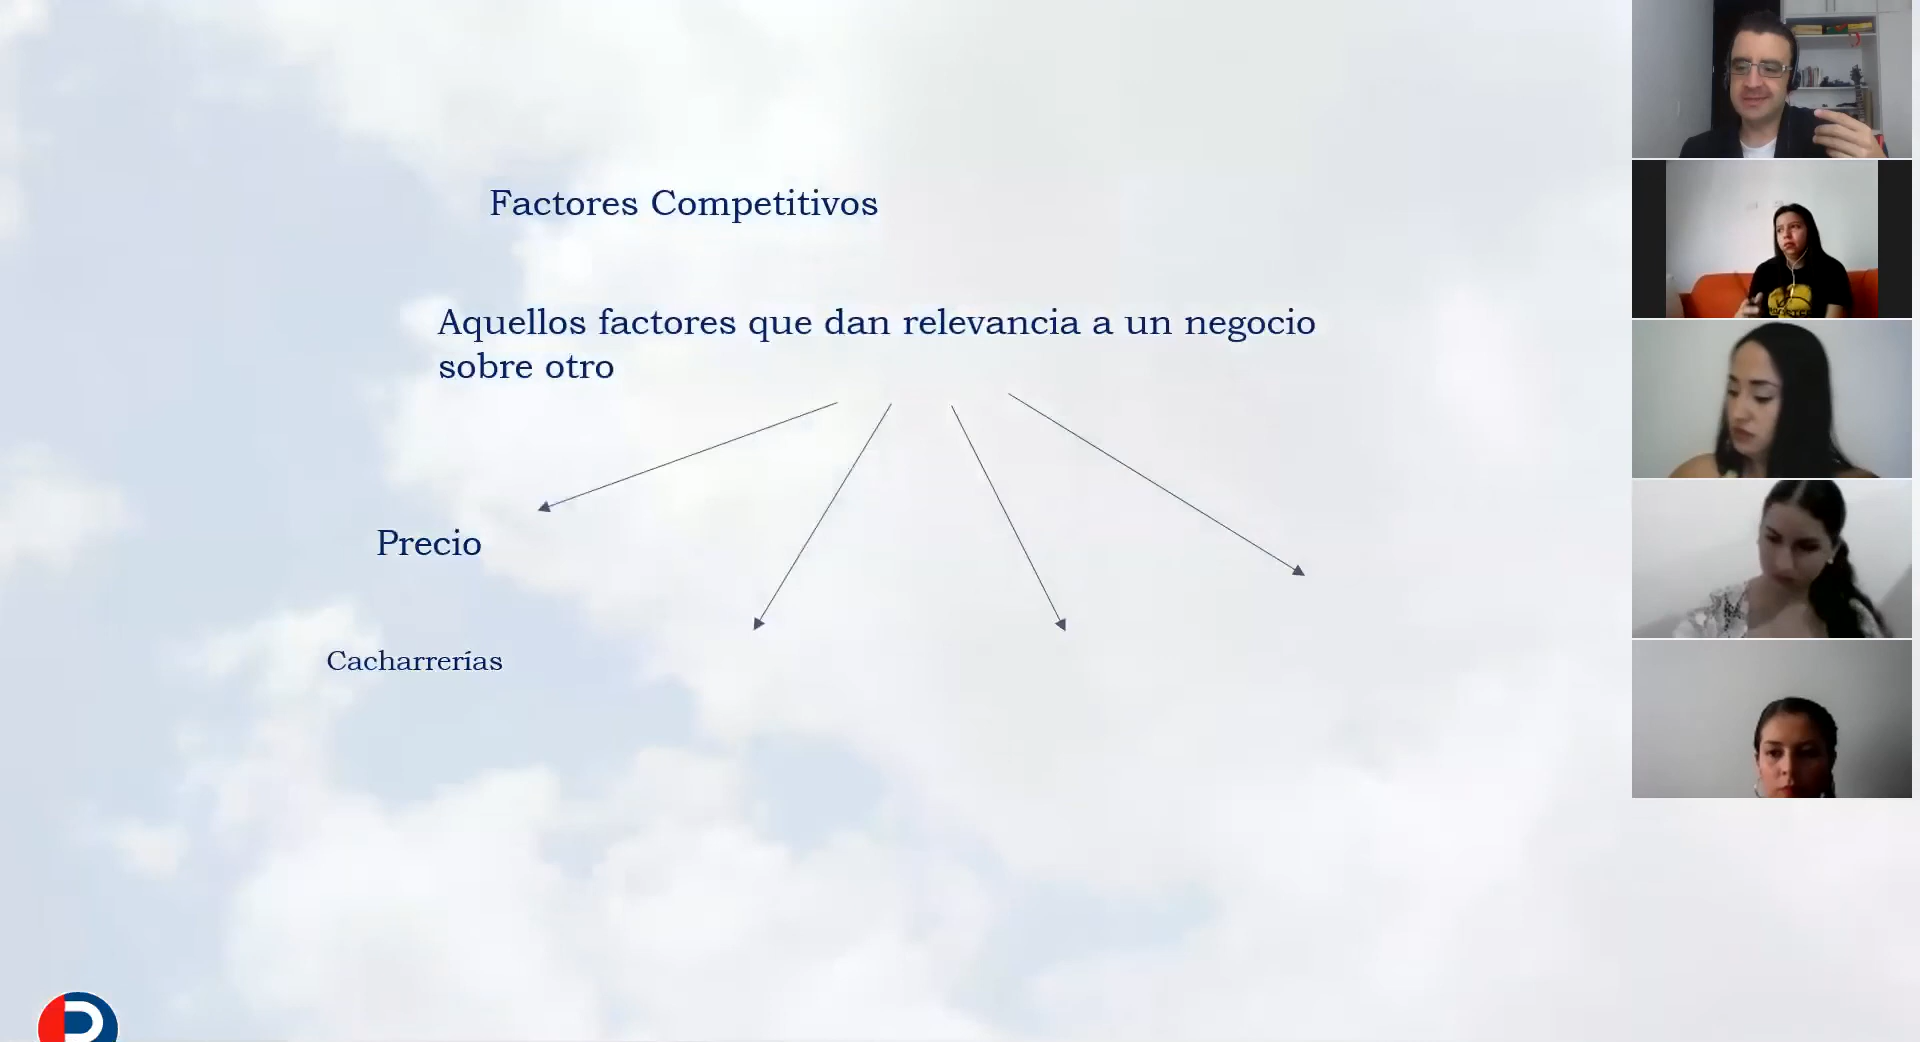 Factores Competitivos
Aquellos factores que dan relevancia a un negocio
sobre otro
Precio
Cacharrerías